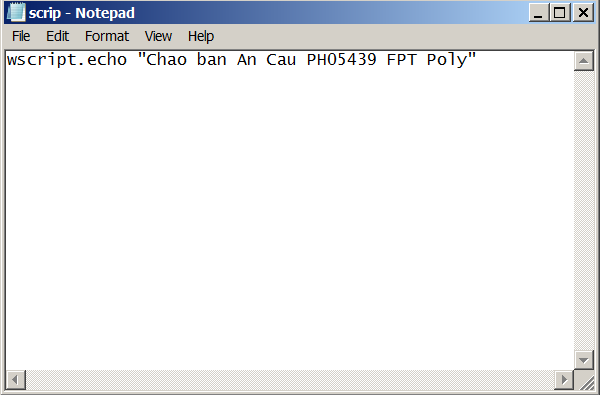 scrip - Notepad
File Edit Format View Help
wscript.echo "Chao ban An Cau PH05439 FPT Poly"